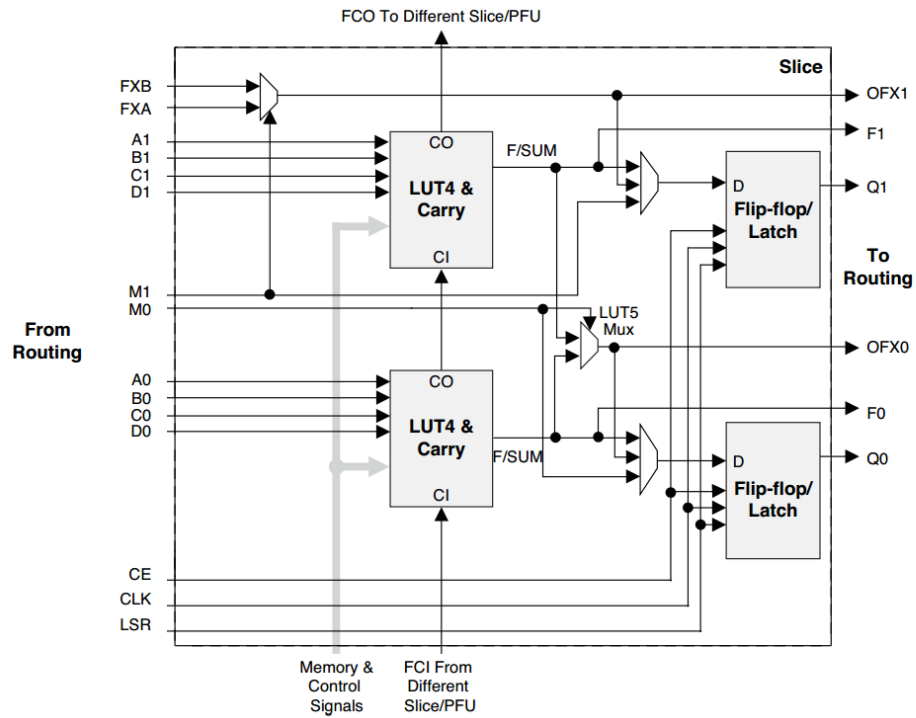 FCO To Different Slice/PFU
Slice
FXB
FXA
OFX1
F1
A1
B1
C1
D1
CO
LUT4 &
Carry
CI
F/SUM
D
Flip-flop/
Latch
Q1
To
Routing
M1
M0
From
Routing
LUT5
Mux
OFX0
A0
B0
C0
D0
CO
LUT4 &
Carry
CI
F/SUM
F0
D
Flip-flop/
Latch
Q0
CE
CLK
LSR
Memory &
Control
Signals
FCI From
Different
Slice/PFU